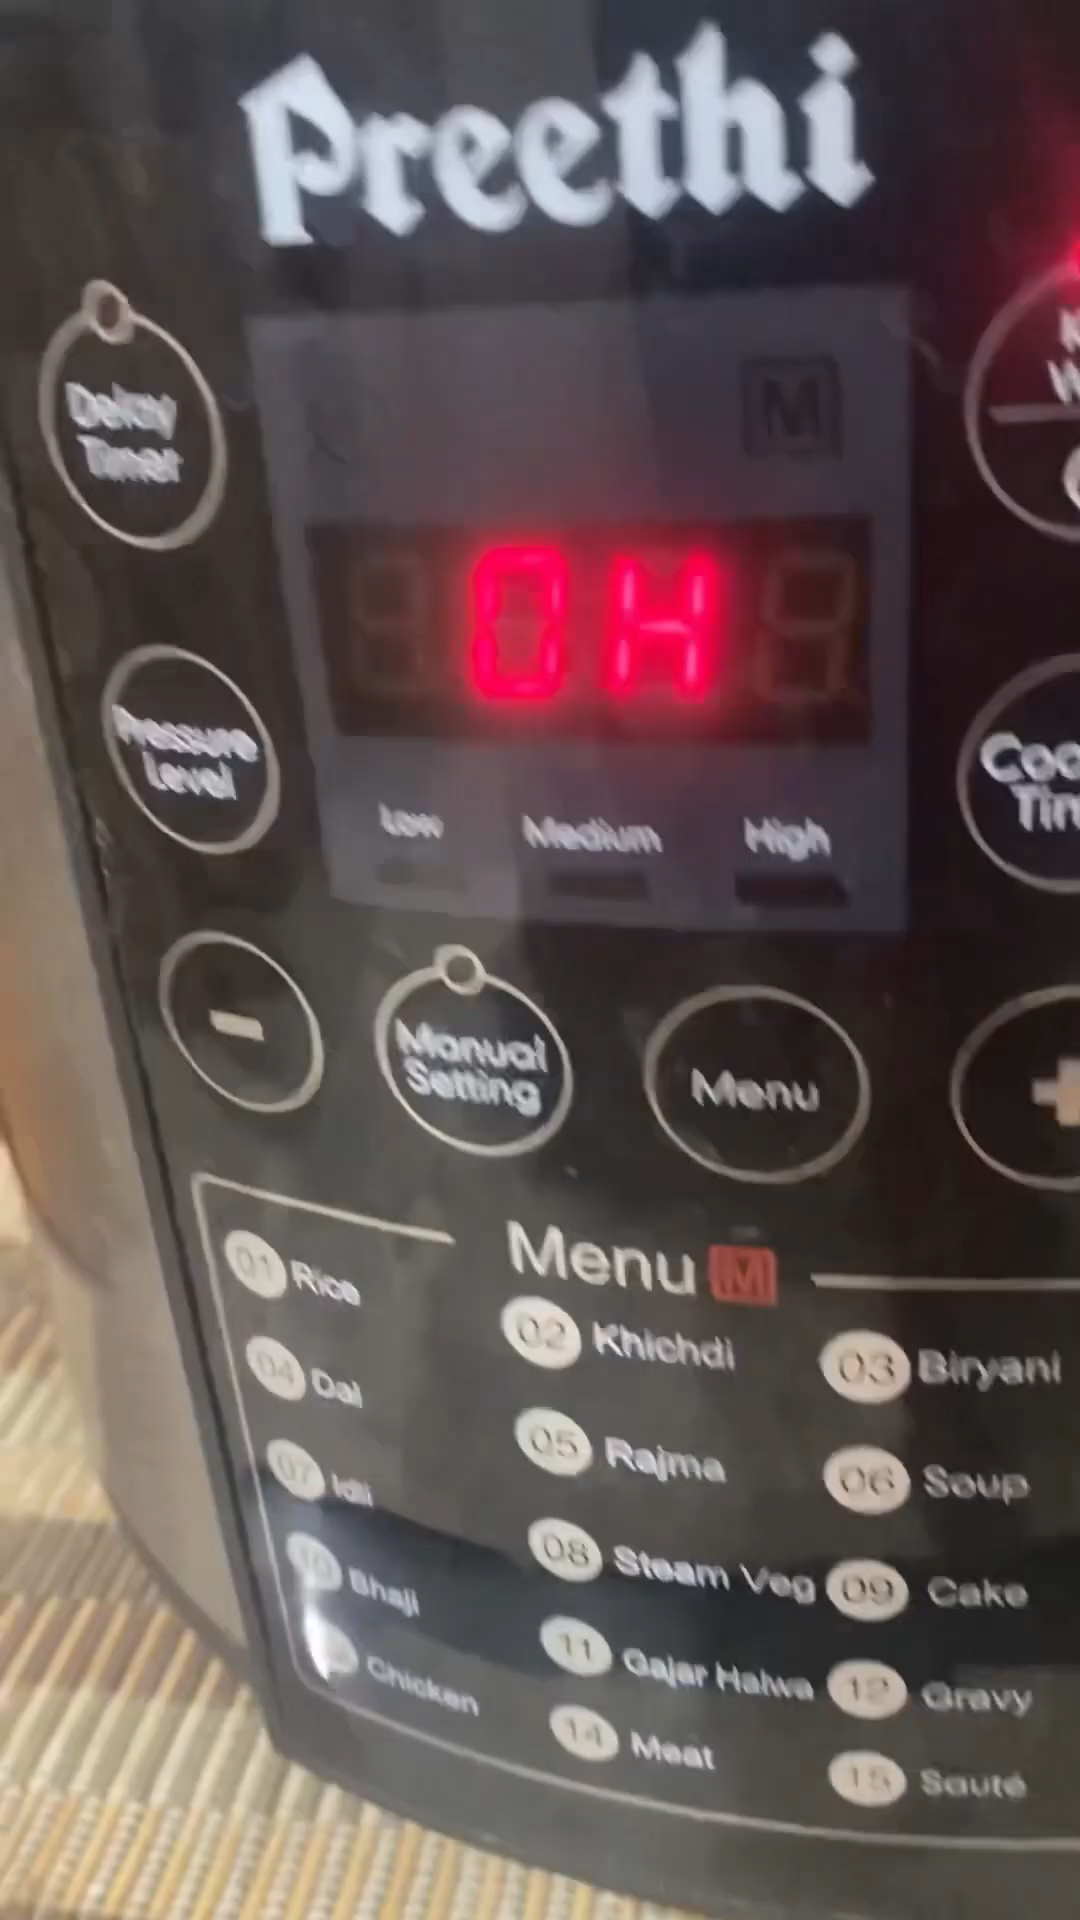 Preethi
Delay
Timer
M
0H
Pressure
Level
Low Medium High
-
Manual
Setting
Menu
+
Menu M
01 Rice
02 Khichdi
03 Biryani
04 Dal
05 Rajma
06 Soup
07 Idli
08 Steam Veg
09 Cake
10 Bhaji
11 Gajar Halwa
12 Gravy
Chicken
14 Meat
15 Sauté